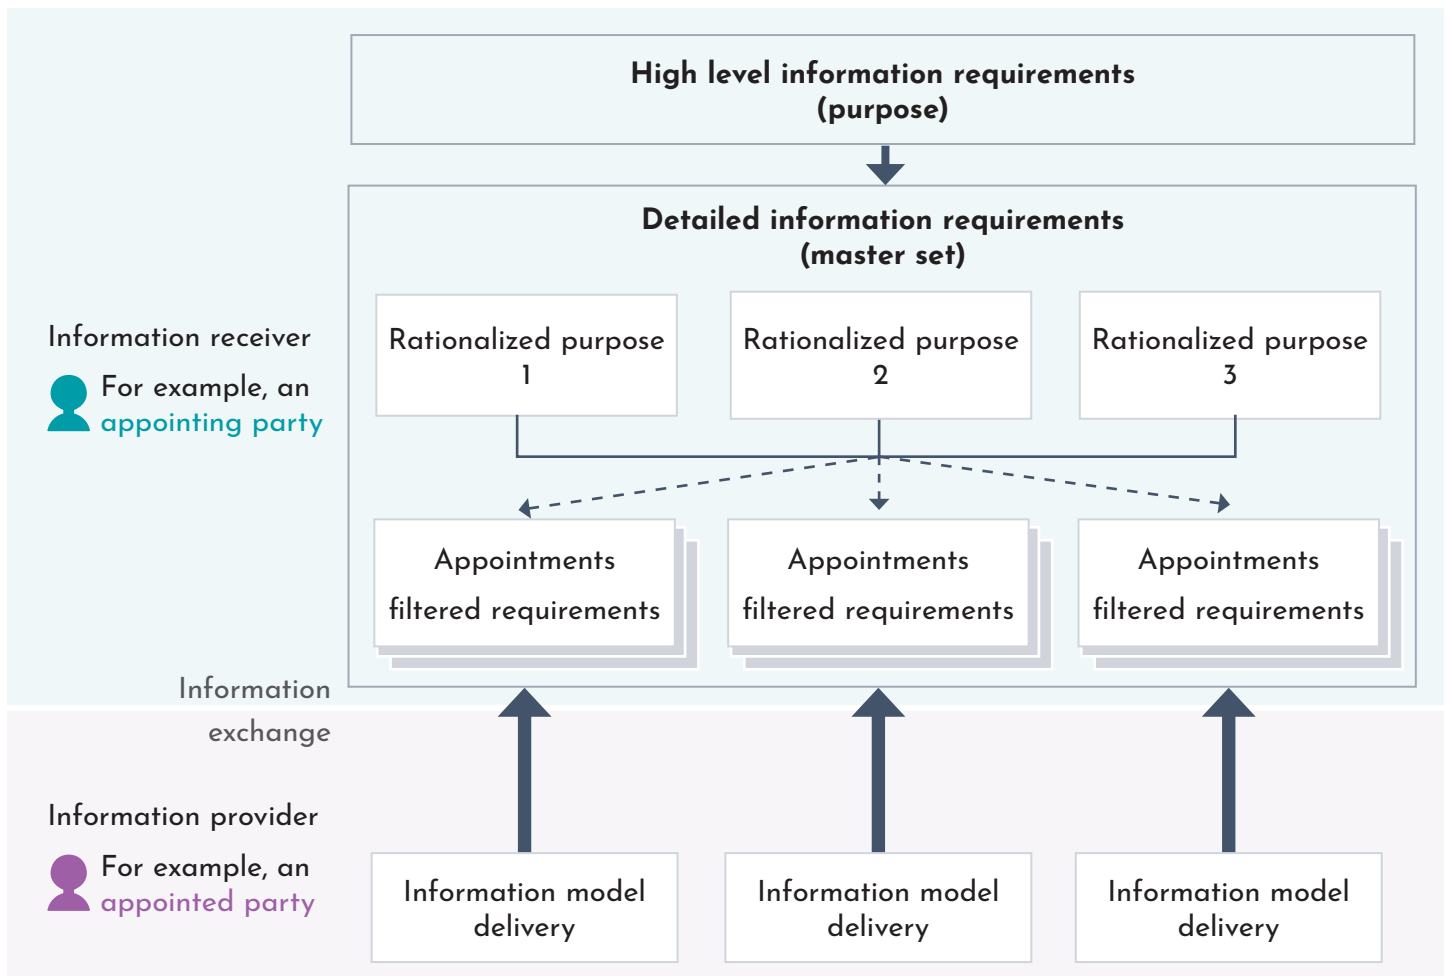 High level information requirements
(purpose)
Detailed information requirements
(master set)
Rationalized purpose
1
Rationalized purpose
2
Rationalized purpose
3
Information receiver
For example, an
appointing party
Appointments
filtered requirements
Appointments
filtered requirements
Appointments
filtered requirements
Information
exchange
Information provider
For example, an
appointed party
Information model
delivery
Information model
delivery
Information model
delivery